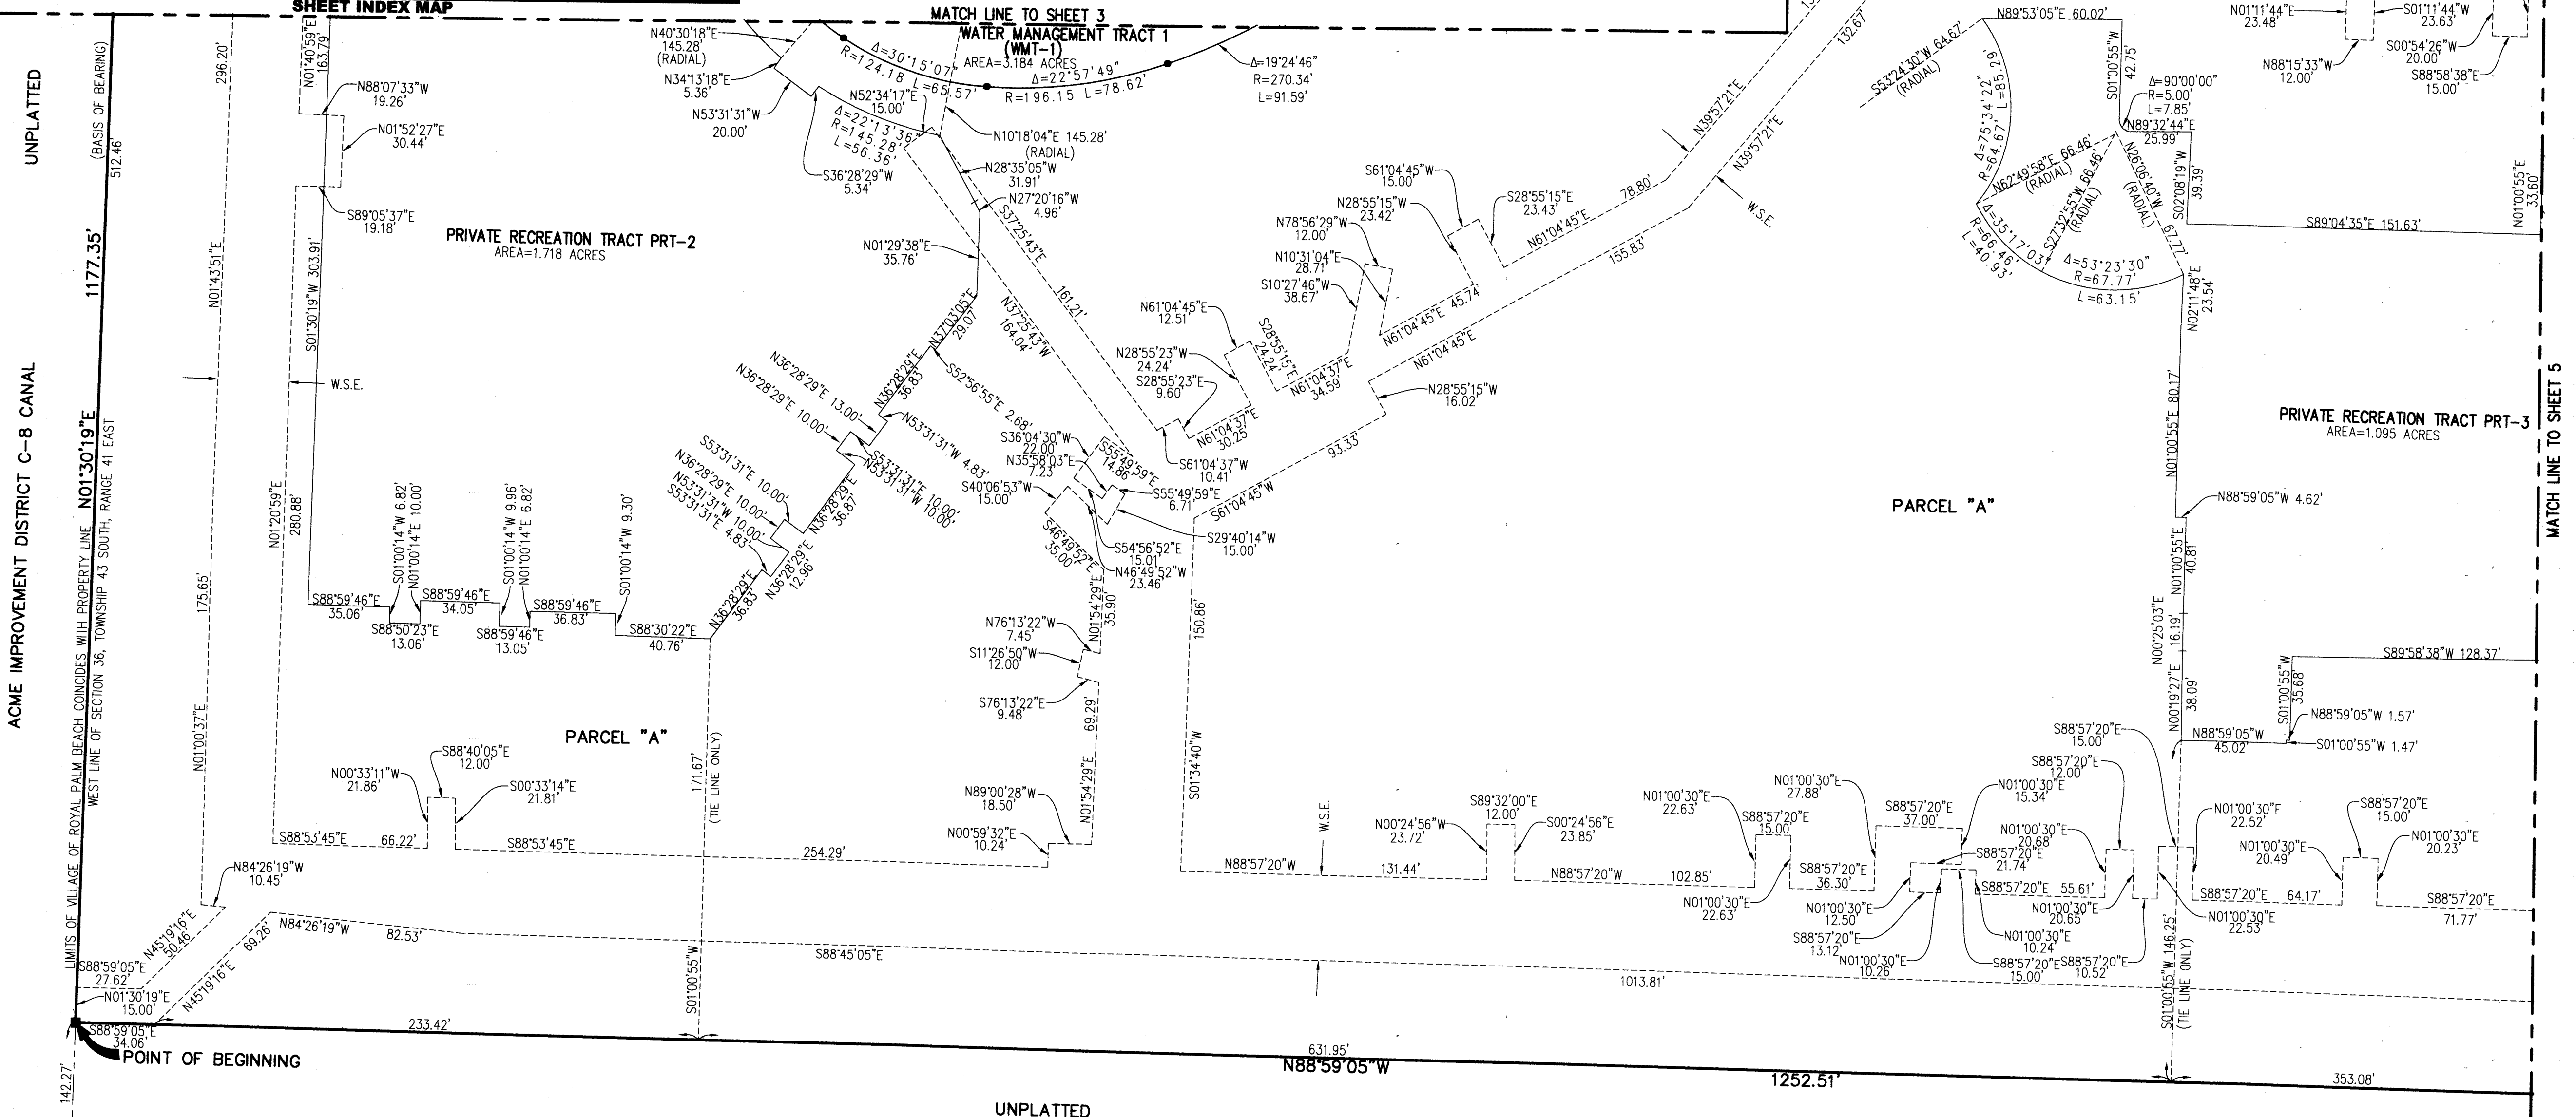 SHEET INDEX MAP
MATCH LINE TO SHEET 3
WATER MANAGEMENT TRACT 1
(WMT-1)
AREA=3.184 ACRES
Δ=30°15'07"
R=124.18 L=65.57'
Δ=22°57'49"
R=196.15 L=78.62'
Δ=19°24'46"
R=270.34'
L=91.59'
N40°30'18"E
145.28'
(RADIAL)
N34°13'18"E
5.36'
N53°31'31"W
20.00'
N52°34'17"E
15.00'
Δ=22°13'36"
R=145.28'
L=56.36'
S36°28'29"W
5.34'
N10°18'04"E 145.28'
(RADIAL)
N28°35'05"W
31.91'
N27°20'16"W
4.96'
N01°29'38"E
35.76'
N37°03'05"E
29.07'
S37°25'43"E
161.21'
N37°25'43"W
164.04'
UNPLATTED
ACME IMPROVEMENT DISTRICT C-8 CANAL
(BASIS OF BEARING)
512.46'
1177.35'
N01°30'19"E
LIMITS OF VILLAGE OF ROYAL PALM BEACH COINCIDES WITH PROPERTY LINE
WEST LINE OF SECTION 36, TOWNSHIP 43 SOUTH, RANGE 41 EAST
296.20'
N01°43'51"E
175.65'
N01°00'37"E
N01°20'59"E
280.88'
N01°40'59"E
163.79'
N88°07'33"W
19.26'
N01°52'27"E
30.44'
S89°05'37"E
19.18'
S01°30'19"W 303.91'
W.S.E.
PRIVATE RECREATION TRACT PRT-2
AREA=1.718 ACRES
S88°59'46"E
35.06'
S01°00'14"W 6.82'
N01°00'14"E 10.00'
S88°50'23"E
13.06'
34.05'
S88°59'46"E
S01°00'14"W 9.96'
N01°00'14"E 6.82'
S88°59'46"E
13.05'
S88°59'46"E
36.83'
S01°00'14"W 9.30'
S88°30'22"E
40.76'
N36°28'29"E
36.83'
S53°31'31"E 4.83'
N53°31'31"W 10.00'
N36°28'29"E 10.00'
S53°31'31"E 10.00'
N36°28'29"E
12.96'
N36°28'29"E
36.87'
N53°31'31"W 10.00'
S53°31'31"E 10.00'
N36°28'29"E 10.00'
N36°28'29"E 13.00'
N53°31'31"W 4.83'
N36°28'29"E
36.83'
S52°56'55"E 2.68'
PARCEL "A"
171.67'
(TIE LINE ONLY)
S01°00'55"W
N00°33'11"W
21.86'
S88°40'05"E
12.00'
S00°33'14"E
21.81'
S88°53'45"E 66.22'
S88°53'45"E
254.29'
N84°26'19"W
10.45'
N45°19'16"E
50.46'
N45°19'16"E 69.26'
N84°26'19"W 82.53'
S88°45'05"E
1013.81'
S88°59'05"E
27.62'
N01°30'19"E
15.00'
S88°59'05"E
34.06'
POINT OF BEGINNING
142.27'
233.42'
631.95'
N88°59'05"W
1252.51'
353.08'
UNPLATTED
S36°04'30"W
22.00'
S55°49'59"E
14.86'
N35°58'03"E
7.23'
S40°06'53"W
15.00'
S55°49'59"E
6.71'
S29°40'14"W
15.00'
S46°49'52"E
35.00'
S54°56'52"E
15.01'
N46°49'52"W
23.46'
N01°54'29"E
35.90'
N76°13'22"W
7.45'
S11°26'50"W
12.00'
S76°13'22"E
9.48'
69.29'
N01°54'29"E
N89°00'28"W
18.50'
N00°59'32"E
10.24'
150.86'
S01°34'40"W
S61°04'37"W
10.41'
S28°55'23"E
9.60'
N61°04'37"E
30.25'
N28°55'23"W
24.24'
N61°04'45"E
12.51'
S28°55'15"E
24.24'
N61°04'37"E
34.59'
S10°27'46"W
38.67'
N78°56'29"W
12.00'
N10°31'04"E
28.71'
N61°04'45"E 45.74'
N28°55'15"W
23.42'
S61°04'45"W
15.00'
S28°55'15"E
23.43'
N61°04'45"E
78.80'
N39°57'21"E
132.67'
N39°57'21"E
W.S.E.
155.83'
N61°04'45"E
N28°55'15"W
16.02'
93.33'
S61°04'45"W
PARCEL "A"
N88°57'20"W
131.44'
W.S.E.
N00°24'56"W
23.72'
S89°32'00"E
12.00'
S00°24'56"E
23.85'
N88°57'20"W 102.85'
N01°00'30"E
22.63'
S88°57'20"E
15.00'
N01°00'30"E
22.63'
S88°57'20"E
36.30'
N01°00'30"E
27.88'
S88°57'20"E
37.00'
N01°00'30"E
15.34'
S88°57'20"E
21.74'
N01°00'30"E
12.50'
S88°57'20"E
13.12'
N01°00'30"E
10.26'
S88°57'20"E
15.00'
N01°00'30"E
10.24'
S88°57'20"E 55.61'
N01°00'30"E
20.68'
S88°57'20"E
12.00'
N01°00'30"E
20.65'
S88°57'20"E
10.52'
N01°00'30"E
22.53'
S88°57'20"E
15.00'
N01°00'30"E
22.52'
S88°57'20"E 64.17'
N01°00'30"E
20.49'
S88°57'20"E
15.00'
N01°00'30"E
20.23'
S88°57'20"E
71.77'
S01°00'55"W 146.25'
(TIE LINE ONLY)
N88°59'05"W
45.02'
S01°00'55"W 1.47'
N88°59'05"W 1.57'
S01°00'55"W
35.68'
S89°58'38"W 128.37'
N00°19'27"E
38.09'
N00°25'03"E
16.19'
N01°00'55"E
40.81'
N88°59'05"W 4.62'
N01°00'55"E 80.17'
N02°11'48"E
23.54'
PRIVATE RECREATION TRACT PRT-3
AREA=1.095 ACRES
MATCH LINE TO SHEET 5
S53°24'30"W 64.67'
(RADIAL)
N89°53'05"E 60.02'
S01°00'55"W
42.75'
Δ=75°34'22"
R=64.67' L=85.29'
Δ=90°00'00"
R=5.00'
L=7.85'
N89°32'44"E
25.99'
S02°08'19"W
39.39'
S89°04'35"E 151.63'
N01°00'55"E
33.60'
N62°49'58"E 66.46'
(RADIAL)
S27°32'55"W 66.46'
(RADIAL)
N26°08'40"W
(RADIAL)
67.77'
Δ=35°17'03"
R=66.46'
L=40.93'
Δ=53°23'30"
R=67.77'
L=63.15'
N01°11'44"E
23.48'
S01°11'44"W
23.63'
N88°15'33"W
12.00'
S00°54'26"W
20.00'
S88°58'38"E
15.00'